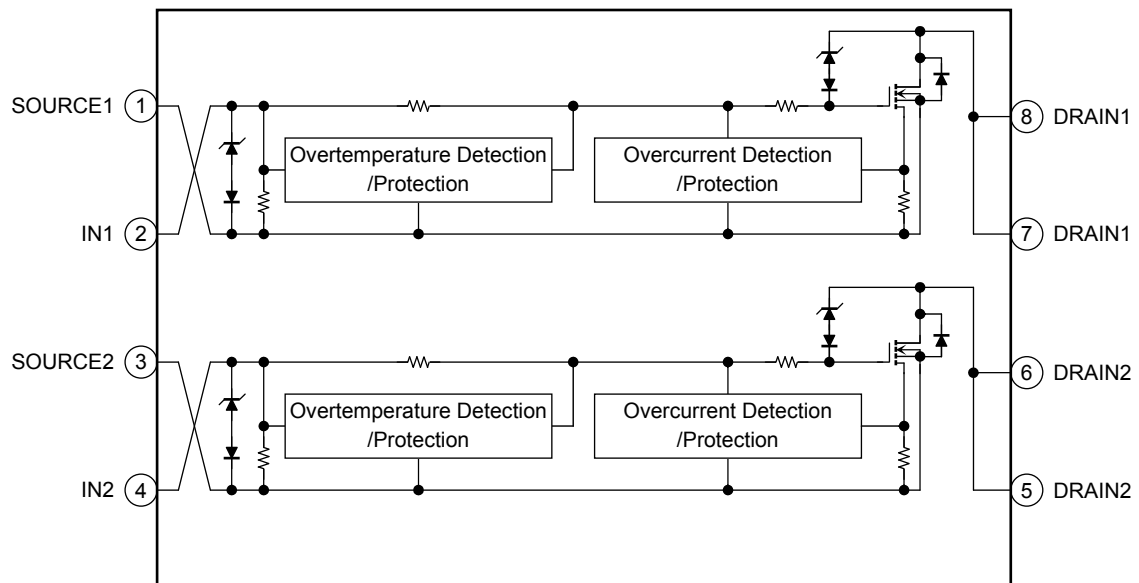 SOURCE1 1
Overtemperature Detection
/Protection
Overcurrent Detection
/Protection
8 DRAIN1
IN1 2
7 DRAIN1
SOURCE2 3
6 DRAIN2
Overtemperature Detection
/Protection
Overcurrent Detection
/Protection
IN2 4
5 DRAIN2